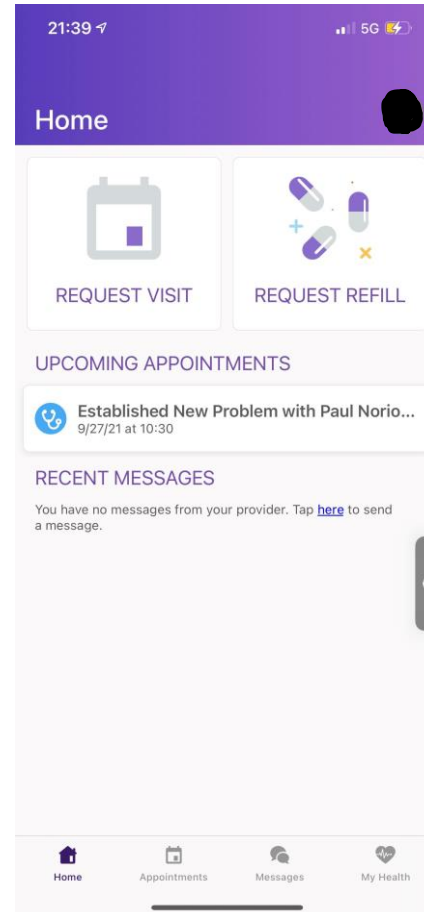 21:39 5G
Home
REQUEST VISIT REQUEST REFILL
UPCOMING APPOINTMENTS
Established New Problem with Paul Norio...
9/27/21 at 10:30
RECENT MESSAGES
You have no messages from your provider. Tap here to send
a message.
Home Appointments Messages My Health